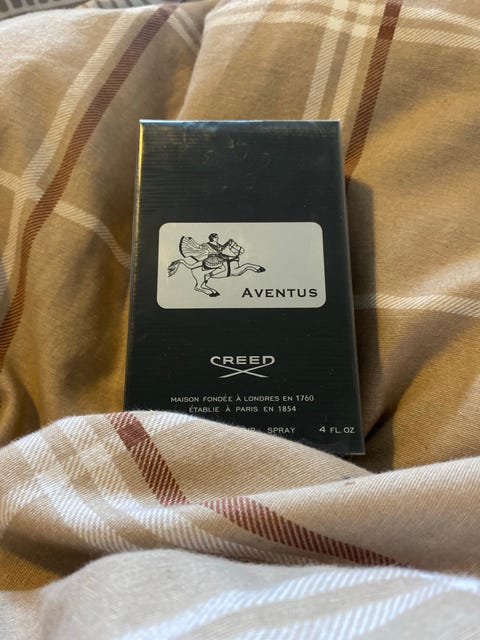 AVENTUS
CREED
MAISON FONDÉE À LONDRES EN 1760
ÉTABLIE À PARIS EN 1854
SPRAY 4 FL.OZ